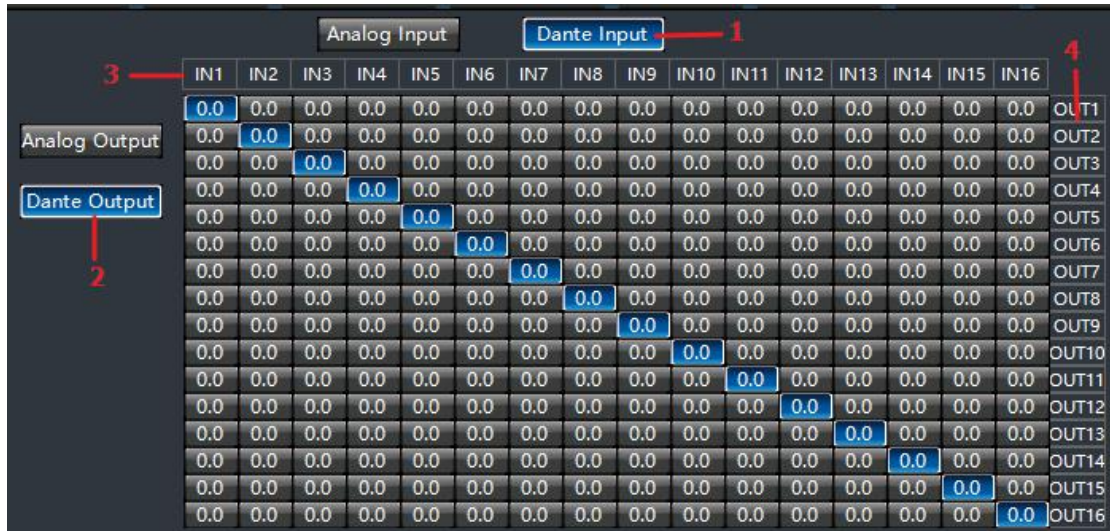 Analog Input Dante Input 1
3 IN1 IN2 IN3 IN4 IN5 IN6 IN7 IN8 IN9 IN10 IN11 IN12 IN13 IN14 IN15 IN16 4
0.0 0.0 0.0 0.0 0.0 0.0 0.0 0.0 0.0 0.0 0.0 0.0 0.0 0.0 0.0 0.0 OUT1
Analog Output 0.0 0.0 0.0 0.0 0.0 0.0 0.0 0.0 0.0 0.0 0.0 0.0 0.0 0.0 0.0 0.0 OUT2
0.0 0.0 0.0 0.0 0.0 0.0 0.0 0.0 0.0 0.0 0.0 0.0 0.0 0.0 0.0 0.0 OUT3
Dante Output 0.0 0.0 0.0 0.0 0.0 0.0 0.0 0.0 0.0 0.0 0.0 0.0 0.0 0.0 0.0 0.0 OUT4
0.0 0.0 0.0 0.0 0.0 0.0 0.0 0.0 0.0 0.0 0.0 0.0 0.0 0.0 0.0 0.0 OUT5
0.0 0.0 0.0 0.0 0.0 0.0 0.0 0.0 0.0 0.0 0.0 0.0 0.0 0.0 0.0 0.0 OUT6
2 0.0 0.0 0.0 0.0 0.0 0.0 0.0 0.0 0.0 0.0 0.0 0.0 0.0 0.0 0.0 0.0 OUT7
0.0 0.0 0.0 0.0 0.0 0.0 0.0 0.0 0.0 0.0 0.0 0.0 0.0 0.0 0.0 0.0 OUT8
0.0 0.0 0.0 0.0 0.0 0.0 0.0 0.0 0.0 0.0 0.0 0.0 0.0 0.0 0.0 0.0 OUT9
0.0 0.0 0.0 0.0 0.0 0.0 0.0 0.0 0.0 0.0 0.0 0.0 0.0 0.0 0.0 0.0 OUT10
0.0 0.0 0.0 0.0 0.0 0.0 0.0 0.0 0.0 0.0 0.0 0.0 0.0 0.0 0.0 0.0 OUT11
0.0 0.0 0.0 0.0 0.0 0.0 0.0 0.0 0.0 0.0 0.0 0.0 0.0 0.0 0.0 0.0 OUT12
0.0 0.0 0.0 0.0 0.0 0.0 0.0 0.0 0.0 0.0 0.0 0.0 0.0 0.0 0.0 0.0 OUT13
0.0 0.0 0.0 0.0 0.0 0.0 0.0 0.0 0.0 0.0 0.0 0.0 0.0 0.0 0.0 0.0 OUT14
0.0 0.0 0.0 0.0 0.0 0.0 0.0 0.0 0.0 0.0 0.0 0.0 0.0 0.0 0.0 0.0 OUT15
0.0 0.0 0.0 0.0 0.0 0.0 0.0 0.0 0.0 0.0 0.0 0.0 0.0 0.0 0.0 0.0 OUT16